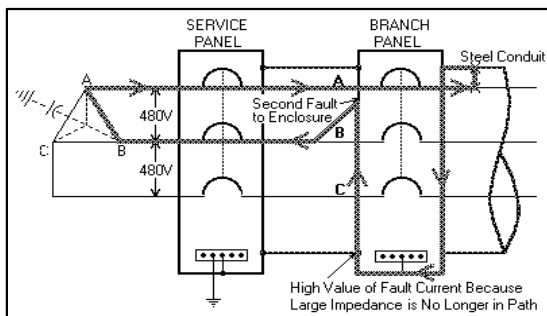 SERVICE
PANEL
BRANCH
PANEL
Steel Conduit
A
A
480V
Second Fault
to Enclosure
B
C
B
480V
C
High Value of Fault Current Because
Large Impedance is No Longer in Path